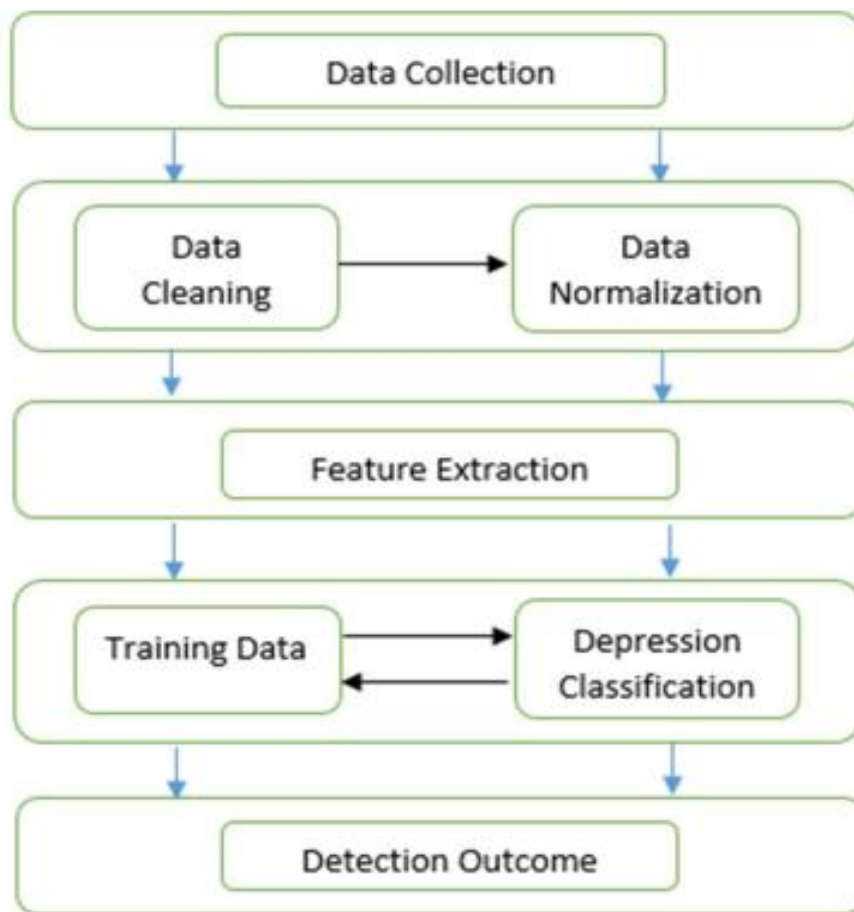 Data Collection
Data
Cleaning
Data
Normalization
Feature Extraction
Training Data
Depression
Classification
Detection Outcome